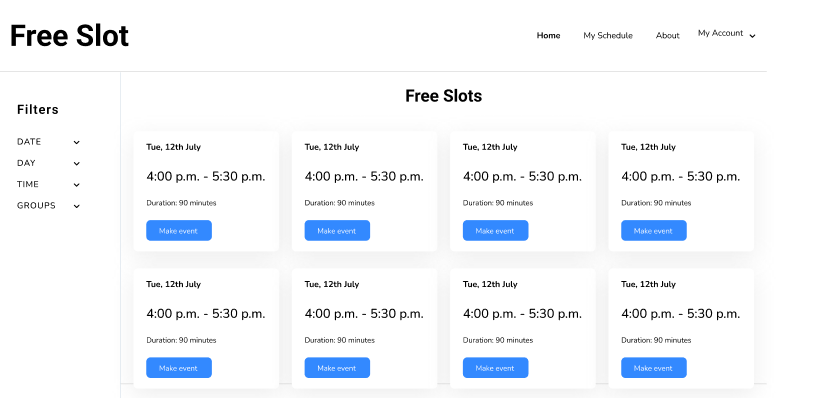 Free Slot
Home My Schedule About My Account
Filters
DATE
DAY
TIME
GROUPS
Free Slots
Tue, 12th July
4:00 p.m. - 5:30 p.m.
Duration: 90 minutes
Make event
Tue, 12th July
4:00 p.m. - 5:30 p.m.
Duration: 90 minutes
Make event
Tue, 12th July
4:00 p.m. - 5:30 p.m.
Duration: 90 minutes
Make event
Tue, 12th July
4:00 p.m. - 5:30 p.m.
Duration: 90 minutes
Make event
Tue, 12th July
4:00 p.m. - 5:30 p.m.
Duration: 90 minutes
Make event
Tue, 12th July
4:00 p.m. - 5:30 p.m.
Duration: 90 minutes
Make event
Tue, 12th July
4:00 p.m. - 5:30 p.m.
Duration: 90 minutes
Make event
Tue, 12th July
4:00 p.m. - 5:30 p.m.
Duration: 90 minutes
Make event